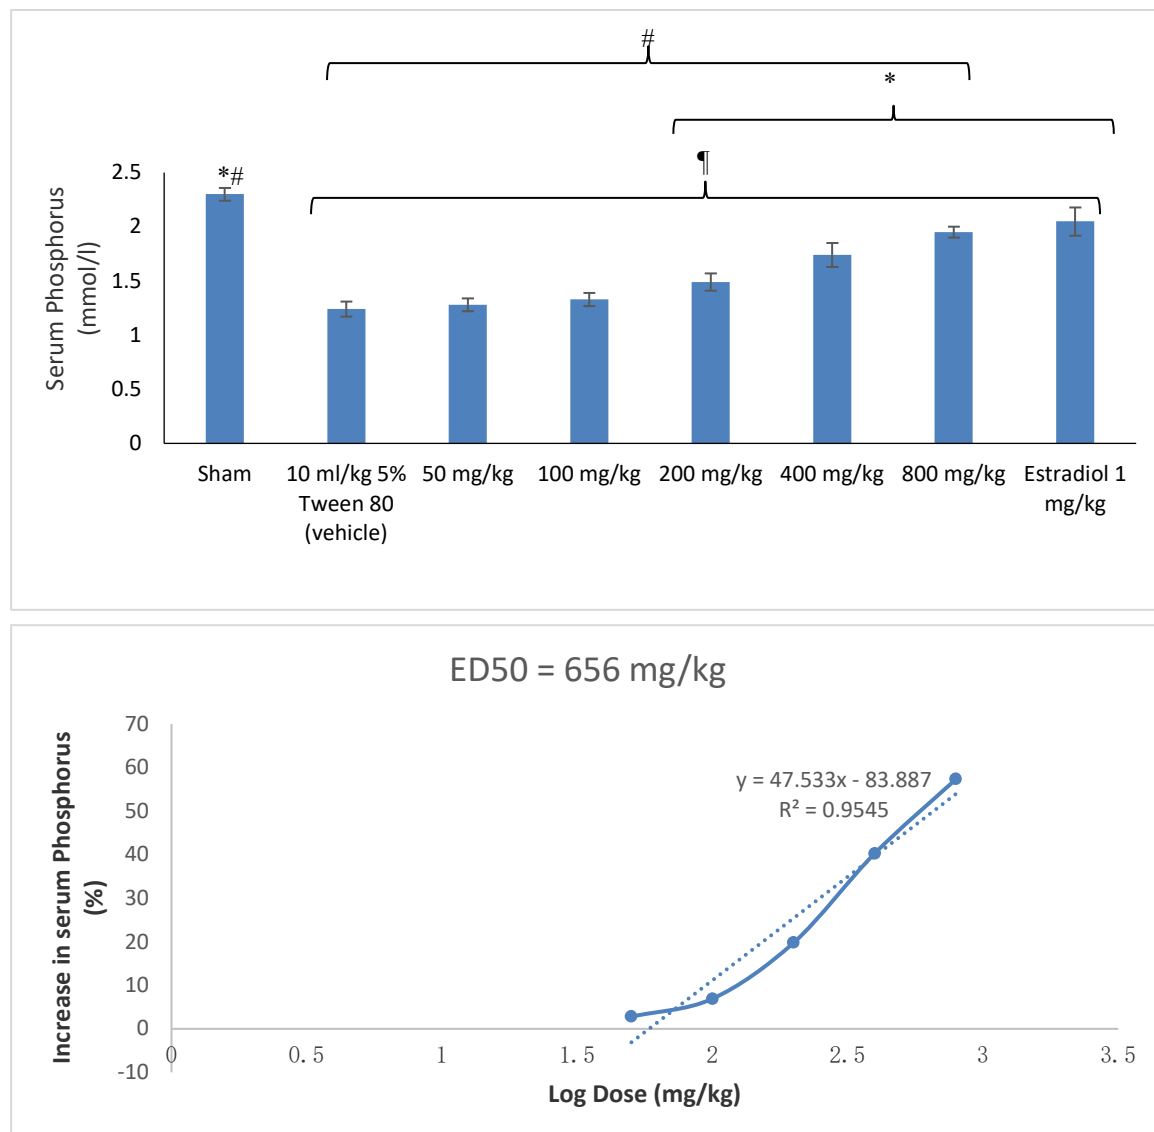 #
*
¶
*#
Serum Phosphorus
(mmol/l)
2.5
2
1.5
1
0.5
0
Sham
10 ml/kg 5%
Tween 80
(vehicle)
50 mg/kg
100 mg/kg
200 mg/kg
400 mg/kg
800 mg/kg
Estradiol 1
mg/kg
ED50 = 656 mg/kg
Increase in serum Phosphorus
(%)
70
60
50
40
30
20
10
0
-10
y = 47.533x - 83.887
R² = 0.9545
0
0.5
1
1.5
2
2.5
3
3.5
Log Dose (mg/kg)